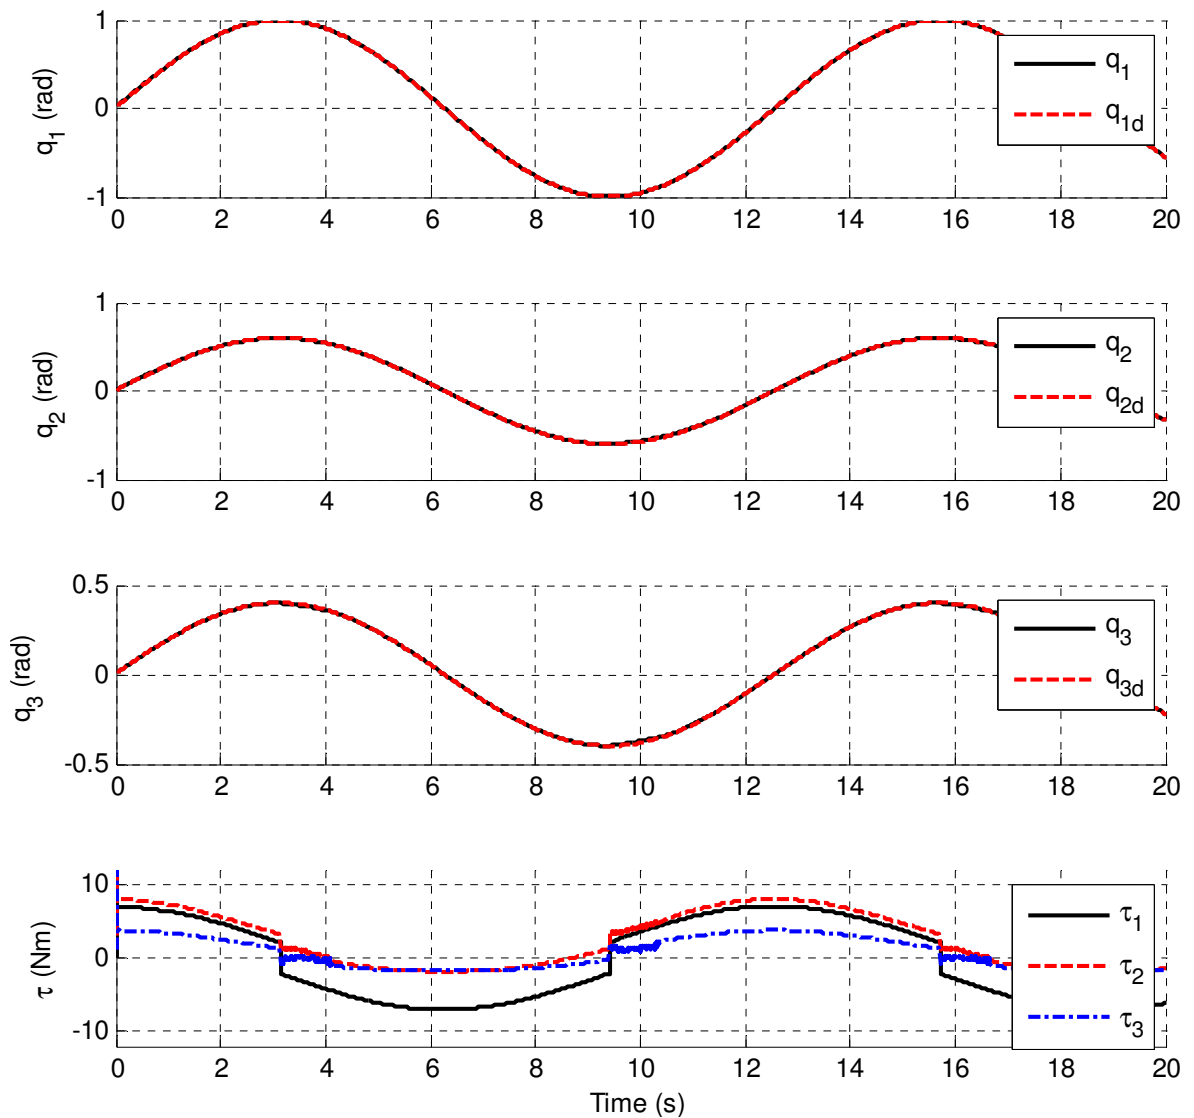 1
0
-1
q1 (rad)
q1
q1d
0 2 4 6 8 10 12 14 16 18 20
1
0
-1
q2 (rad)
q2
q2d
0 2 4 6 8 10 12 14 16 18 20
0.5
0
-0.5
q3 (rad)
q3
q3d
0 2 4 6 8 10 12 14 16 18 20
10
0
-10
τ (Nm)
τ1
τ2
τ3
0 2 4 6 8 10 12 14 16 18 20
Time (s)